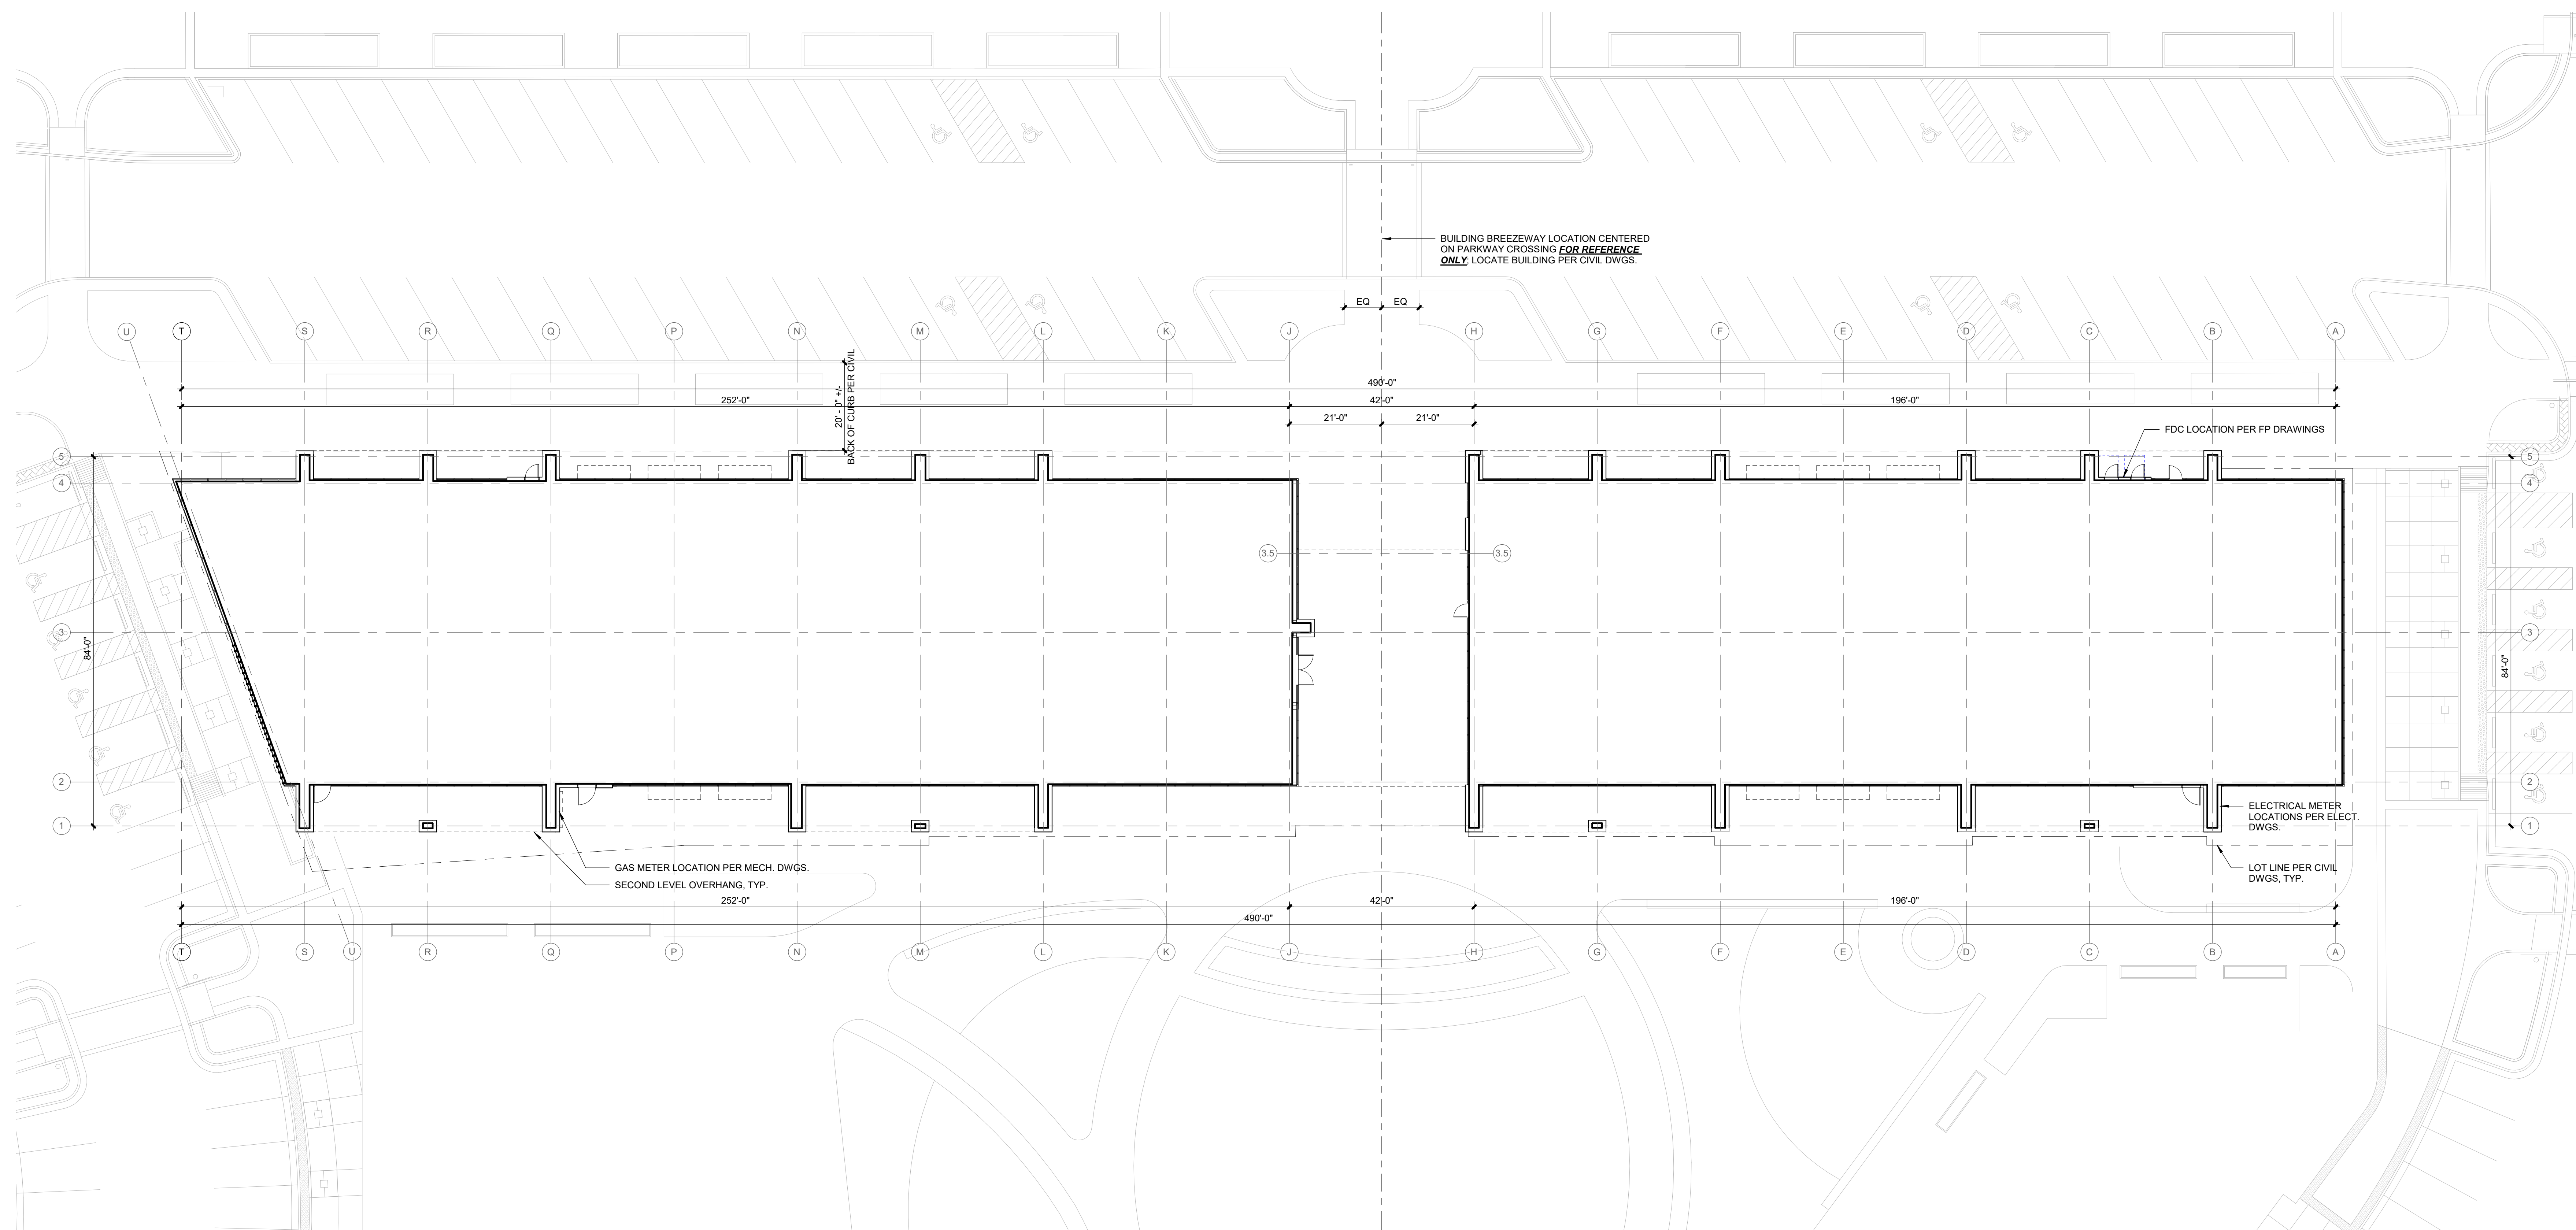 BUILDING BREEZEWAY LOCATION CENTERED
ON PARKWAY CROSSING FOR REFERENCE
ONLY; LOCATE BUILDING PER CIVIL DWGS.
EQ EQ
U T S R Q P N M L K J H G F E D C B A
20' - 0" +/-
BACK OF CURB PER CIVIL
490'-0"
252'-0" 42'-0" 196'-0"
21'-0" 21'-0"
FDC LOCATION PER FP DRAWINGS
5 5
4 4
3.5 3.5
3 3
84'-0" 84'-0"
2 2
ELECTRICAL METER
LOCATIONS PER ELECT.
DWGS.
1 1
GAS METER LOCATION PER MECH. DWGS.
SECOND LEVEL OVERHANG, TYP.
LOT LINE PER CIVIL
DWGS, TYP.
252'-0" 42'-0" 196'-0"
490'-0"
T S U R Q P N M L K J H G F E D C B A